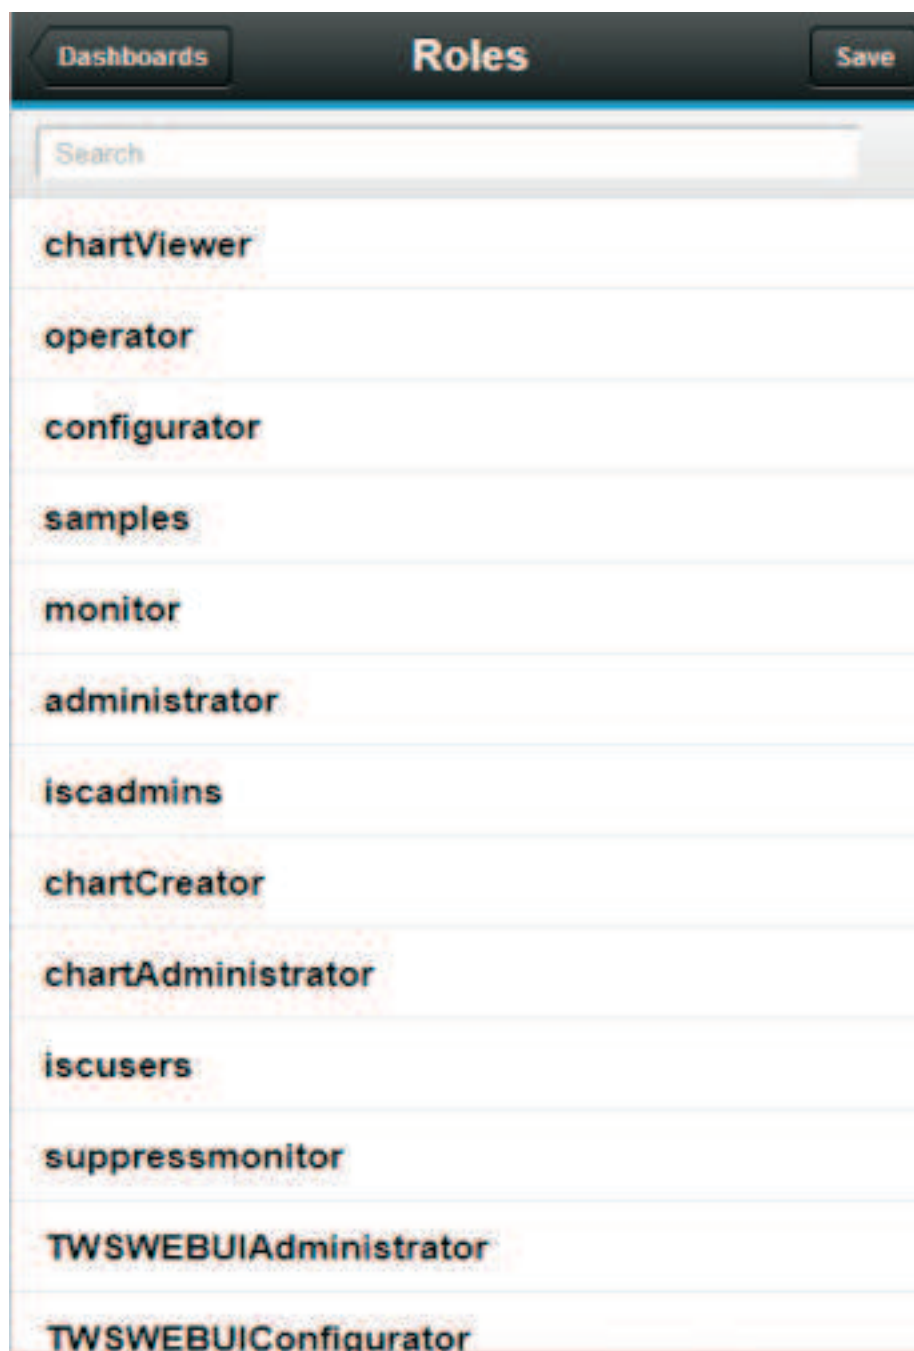 Dashboards Roles Save
Search
chartViewer
operator
configurator
samples
monitor
administrator
iscadmins
chartCreator
chartAdministrator
iscusers
suppressmonitor
TWSWEBUIAdministrator
TWSWEBUIConfigurator